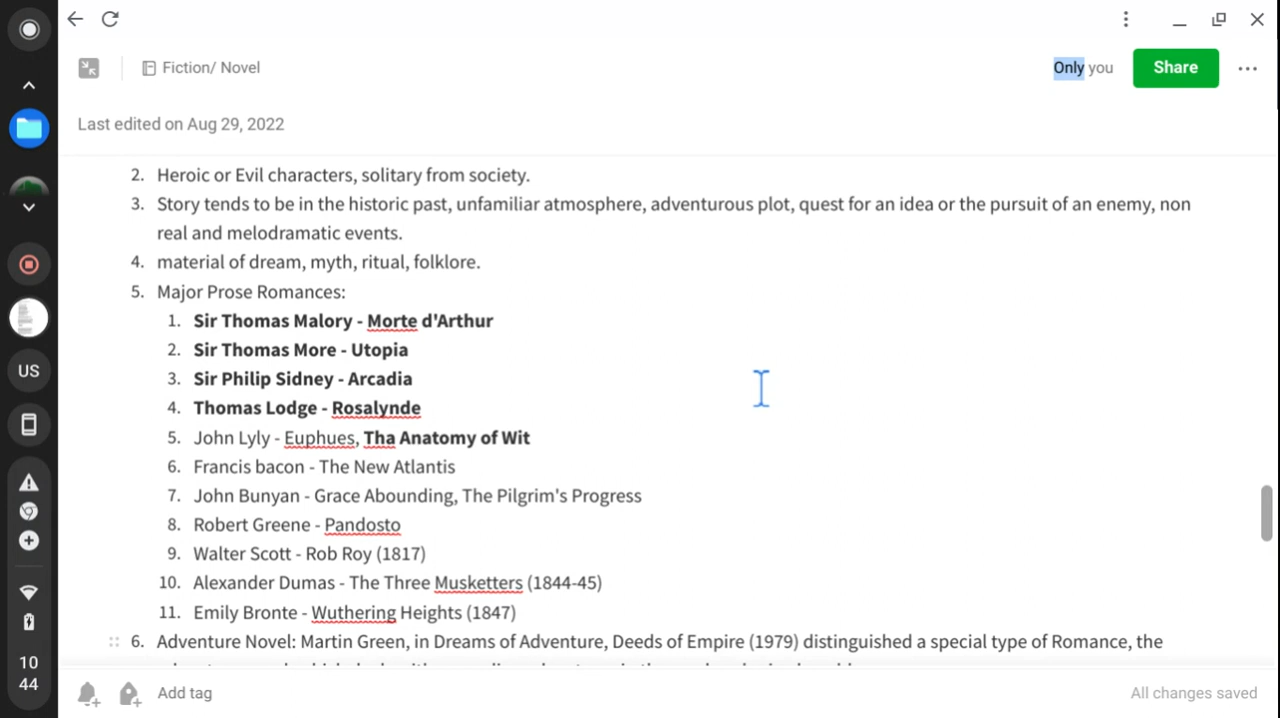 Fiction/ Novel
Only you
Share
Last edited on Aug 29, 2022
2. Heroic or Evil characters, solitary from society.
3. Story tends to be in the historic past, unfamiliar atmosphere, adventurous plot, quest for an idea or the pursuit of an enemy, non
real and melodramatic events.
4. material of dream, myth, ritual, folklore.
5. Major Prose Romances:
1. Sir Thomas Malory - Morte d'Arthur
2. Sir Thomas More - Utopia
3. Sir Philip Sidney - Arcadia
4. Thomas Lodge - Rosalynde
5. John Lyly - Euphues, Tha Anatomy of Wit
6. Francis bacon - The New Atlantis
7. John Bunyan - Grace Abounding, The Pilgrim's Progress
8. Robert Greene - Pandosto
9. Walter Scott - Rob Roy (1817)
10. Alexander Dumas - The Three Musketters (1844-45)
11. Emily Bronte - Wuthering Heights (1847)
6. Adventure Novel: Martin Green, in Dreams of Adventure, Deeds of Empire (1979) distinguished a special type of Romance, the
US
10
44
Add tag
All changes saved